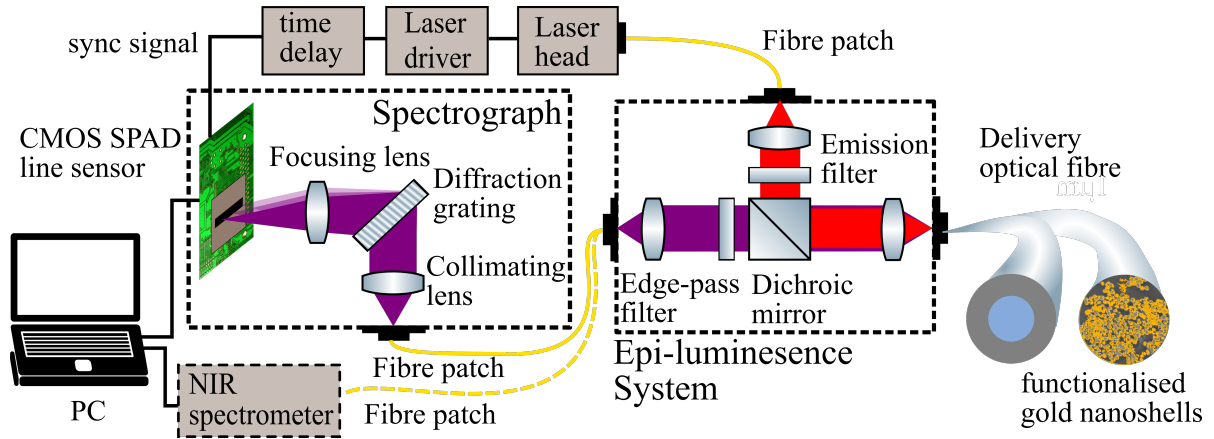 sync signal
time
delay
Laser
driver
Laser
head
Fibre patch
Spectrograph
CMOS SPAD
line sensor
Focusing lens
Diffraction
grating
Collimating
lens
Emission
filter
Delivery
optical fibre
Edge-pass
filter
Dichroic
mirror
Epi-luminesence
System
Fibre patch
Fibre patch
NIR
spectrometer
PC
functionalised
gold nanoshells